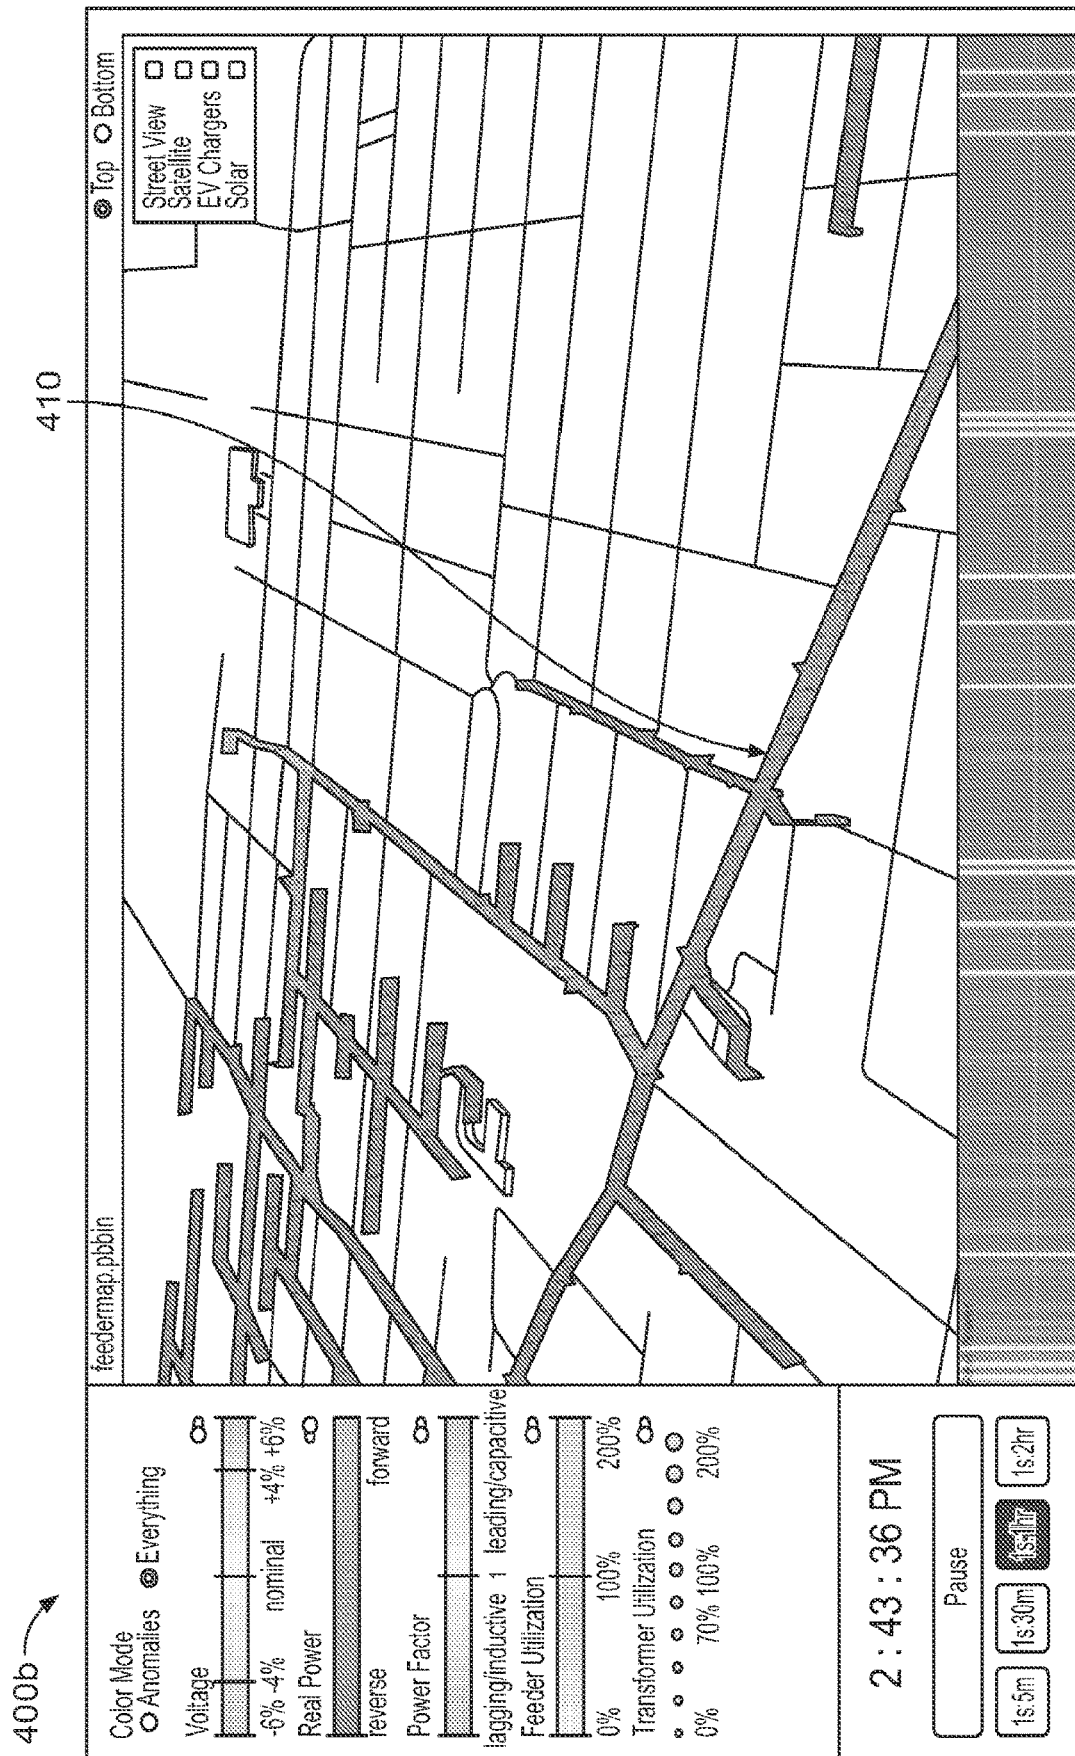 400b
410
feedermap.pbbin
Top Bottom
Street View
Satellite
EV Chargers
Solar
Color Mode
Anomalies Everything
Voltage
-6% -4% nominal +4% +6%
Real Power
reverse forward
Power Factor
lagging/inductive 1 leading/capacitive
Feeder Utilization
0% 100% 200%
Transformer Utilization
0% 70% 100% 200%
2 : 43 : 36 PM
Pause
1s:5m 1s:30m 1s:1hr 1s:2hr